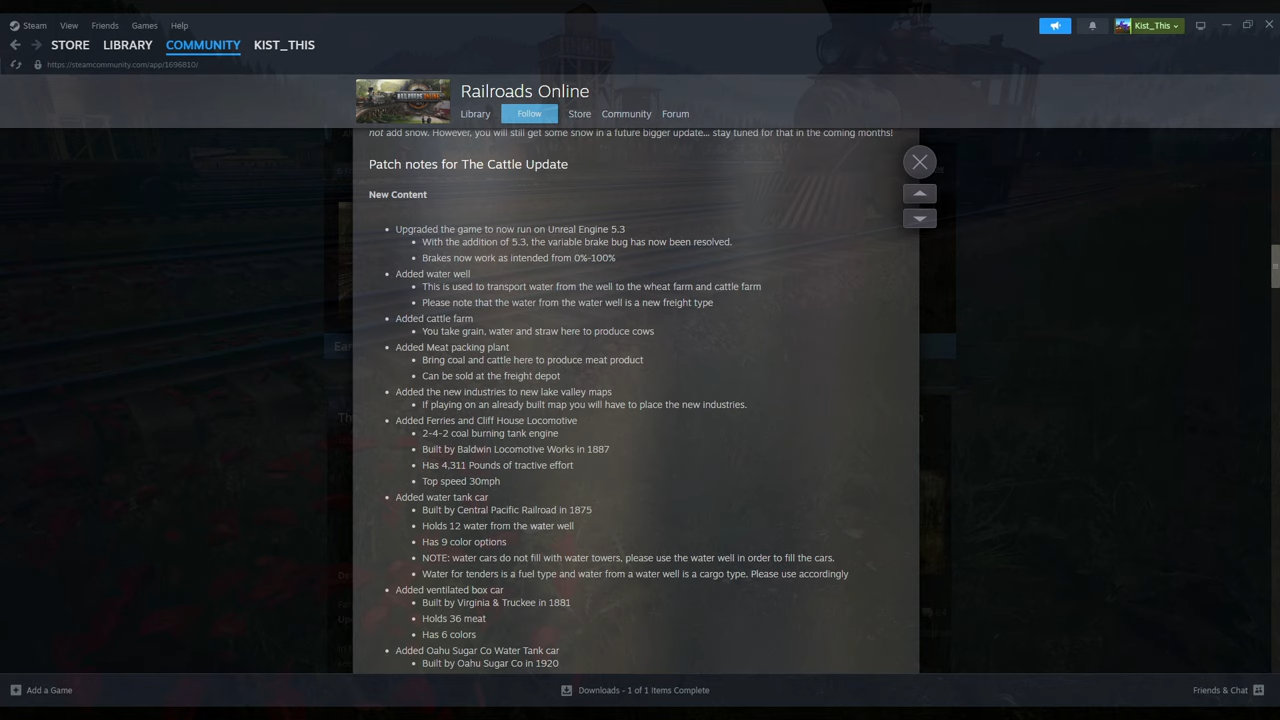 Steam View Friends Games Help
Kist_This
STORE LIBRARY COMMUNITY KIST_THIS
https://steamcommunity.com/app/1696810/
Railroads Online
Library Follow Store Community Forum
not add snow. However, you will still get some snow in a future bigger update... stay tuned for that in the coming months!
Patch notes for The Cattle Update
New Content
Upgraded the game to now run on Unreal Engine 5.3
With the addition of 5.3, the variable brake bug has now been resolved.
Brakes now work as intended from 0%-100%
Added water well
This is used to transport water from the well to the wheat farm and cattle farm
Please note that the water from the water well is a new freight type
Added cattle farm
You take grain, water and straw here to produce cows
Added Meat packing plant
Bring coal and cattle here to produce meat product
Can be sold at the freight depot
Added the new industries to new lake valley maps
If playing on an already built map you will have to place the new industries.
Added Ferries and Cliff House Locomotive
2-4-2 coal burning tank engine
Built by Baldwin Locomotive Works in 1887
Has 4,311 Pounds of tractive effort
Top speed 30mph
Added water tank car
Built by Central Pacific Railroad in 1875
Holds 12 water from the water well
Has 9 color options
NOTE: water cars do not fill with water towers, please use the water well in order to fill the cars.
Water for tenders is a fuel type and water from a water well is a cargo type. Please use accordingly
Added ventilated box car
Built by Virginia & Truckee in 1881
Holds 36 meat
Has 6 colors
Added Oahu Sugar Co Water Tank car
Built by Oahu Sugar Co in 1920
Add a Game
Downloads - 1 of 1 Items Complete
Friends & Chat